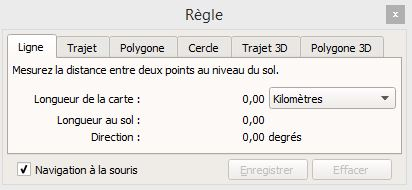 Règle
x
Ligne Trajet Polygone Cercle Trajet 3D Polygone 3D
Mesurez la distance entre deux points au niveau du sol.
Longueur de la carte : 0,00 Kilomètres
Longueur au sol : 0,00
Direction : 0,00 degrés
Navigation à la souris Enregistrer Effacer